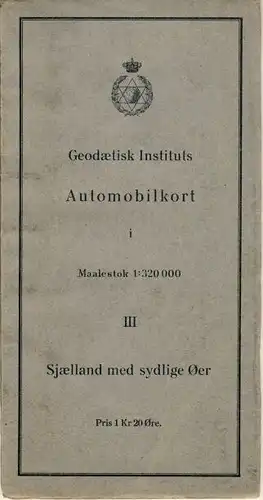 Geodætisk Instituts
Automobilkort
i
Maalestok 1:320 000
III
Sjælland med sydlige Øer
Pris 1 Kr 20 Øre.